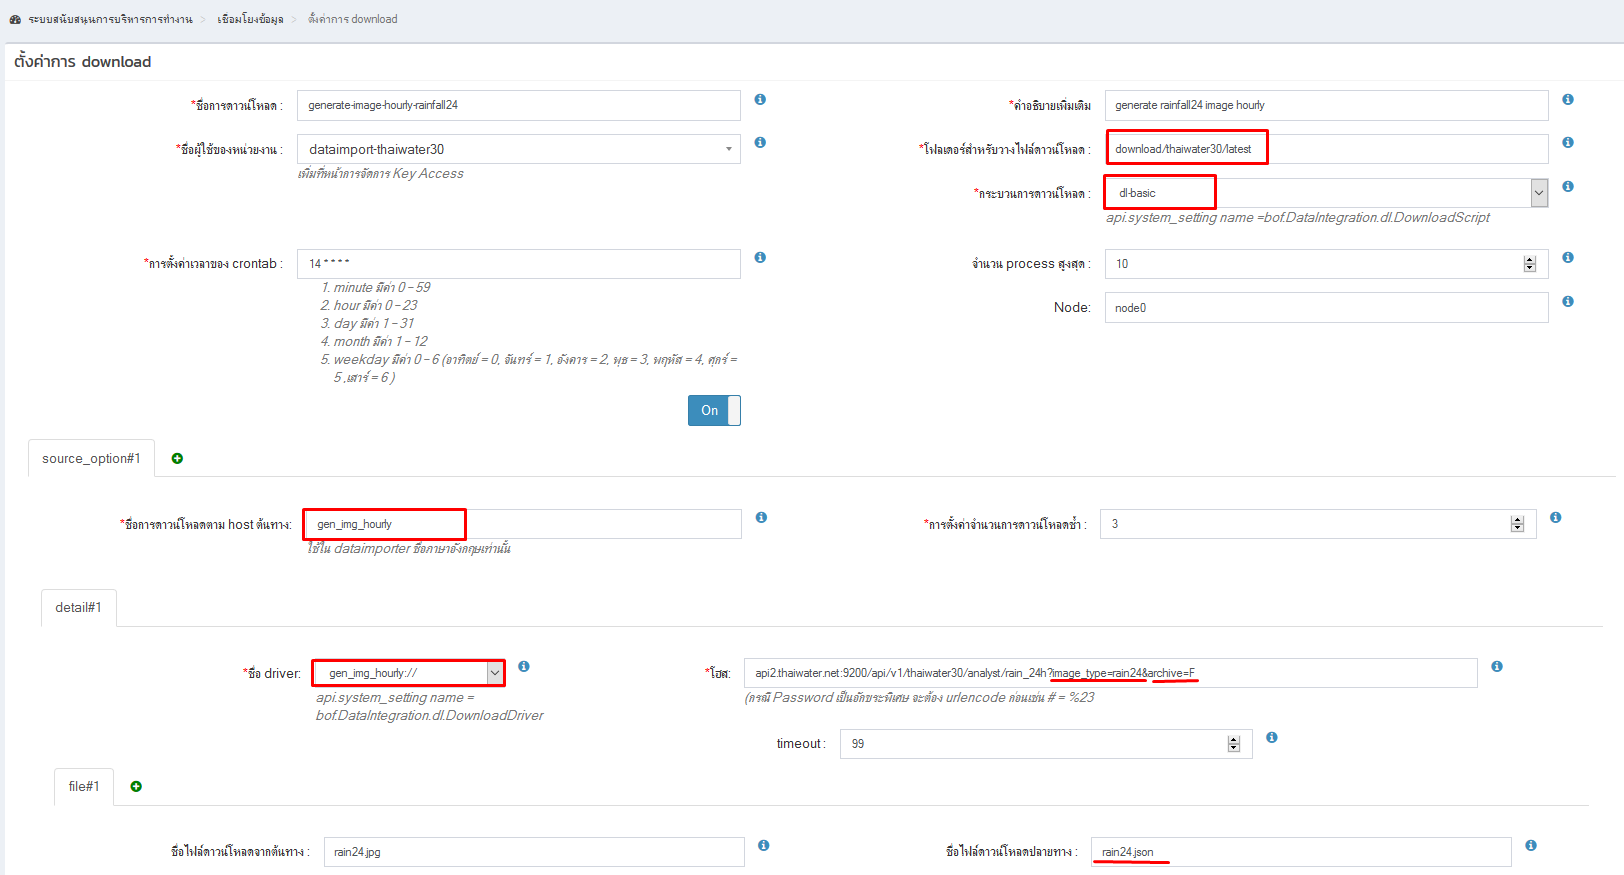 ระบบสนับสนุนการบริหารการทำงาน > เชื่อมโยงข้อมูล > ตั้งค่าการ download
ตั้งค่าการ download
*ชื่อการดาวน์โหลด : generate-image-hourly-rainfall24
*คำอธิบายเพิ่มเติม generate rainfall24 image hourly
*ชื่อผู้ใช้ของหน่วยงาน : dataimport-thaiwater30
เพิ่มที่หน้าการจัดการ Key Access
*โฟลเดอร์สำหรับวางไฟล์ดาวน์โหลด : download/thaiwater30/latest
*กระบวนการดาวน์โหลด : dl-basic
api.system_setting name =bof.DataIntegration.dl.DownloadScript
*การตั้งค่าเวลาของ crontab : 14 * * * *
1. minute มีค่า 0 – 59
2. hour มีค่า 0 – 23
3. day มีค่า 1 – 31
4. month มีค่า 1 – 12
5. weekday มีค่า 0 – 6 (อาทิตย์ = 0, จันทร์ = 1, อังคาร = 2, พุธ = 3, พฤหัส = 4, ศุกร์ =
5 ,เสาร์ = 6 )
จำนวน process สูงสุด : 10
Node: node0
On
source_option#1
*ชื่อการดาวน์โหลดตาม host ต้นทาง: gen_img_hourly
ใช้ใน dataimporter ชื่อภาษาอังกฤษเท่านั้น
*การตั้งค่าจำนวนการดาวน์โหลดซ้ำ : 3
detail#1
*ชื่อ driver: gen_img_hourly://
api.system_setting name =
bof.DataIntegration.dl.DownloadDriver
*โฮส: api2.thaiwater.net:9200/api/v1/thaiwater30/analyst/rain_24h?image_type=rain24&archive=F
(กรณี Password เป็นอักขระพิเศษ จะต้อง urlencode ก่อนเช่น # = %23
timeout : 99
file#1
ชื่อไฟล์ดาวน์โหลดจากต้นทาง : rain24.jpg
ชื่อไฟล์ดาวน์โหลดปลายทาง : rain24.json